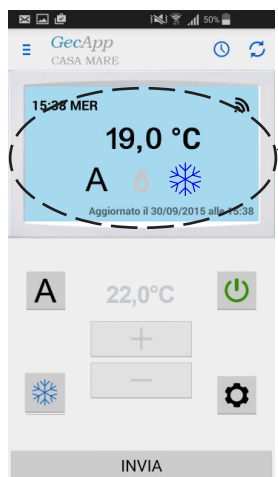 50%
GecApp
CASA MARE
15:38 MER
19,0 °C
A
Aggiornato il 30/09/2015 alle 15:38
A
22,0°C
+
−
INVIA